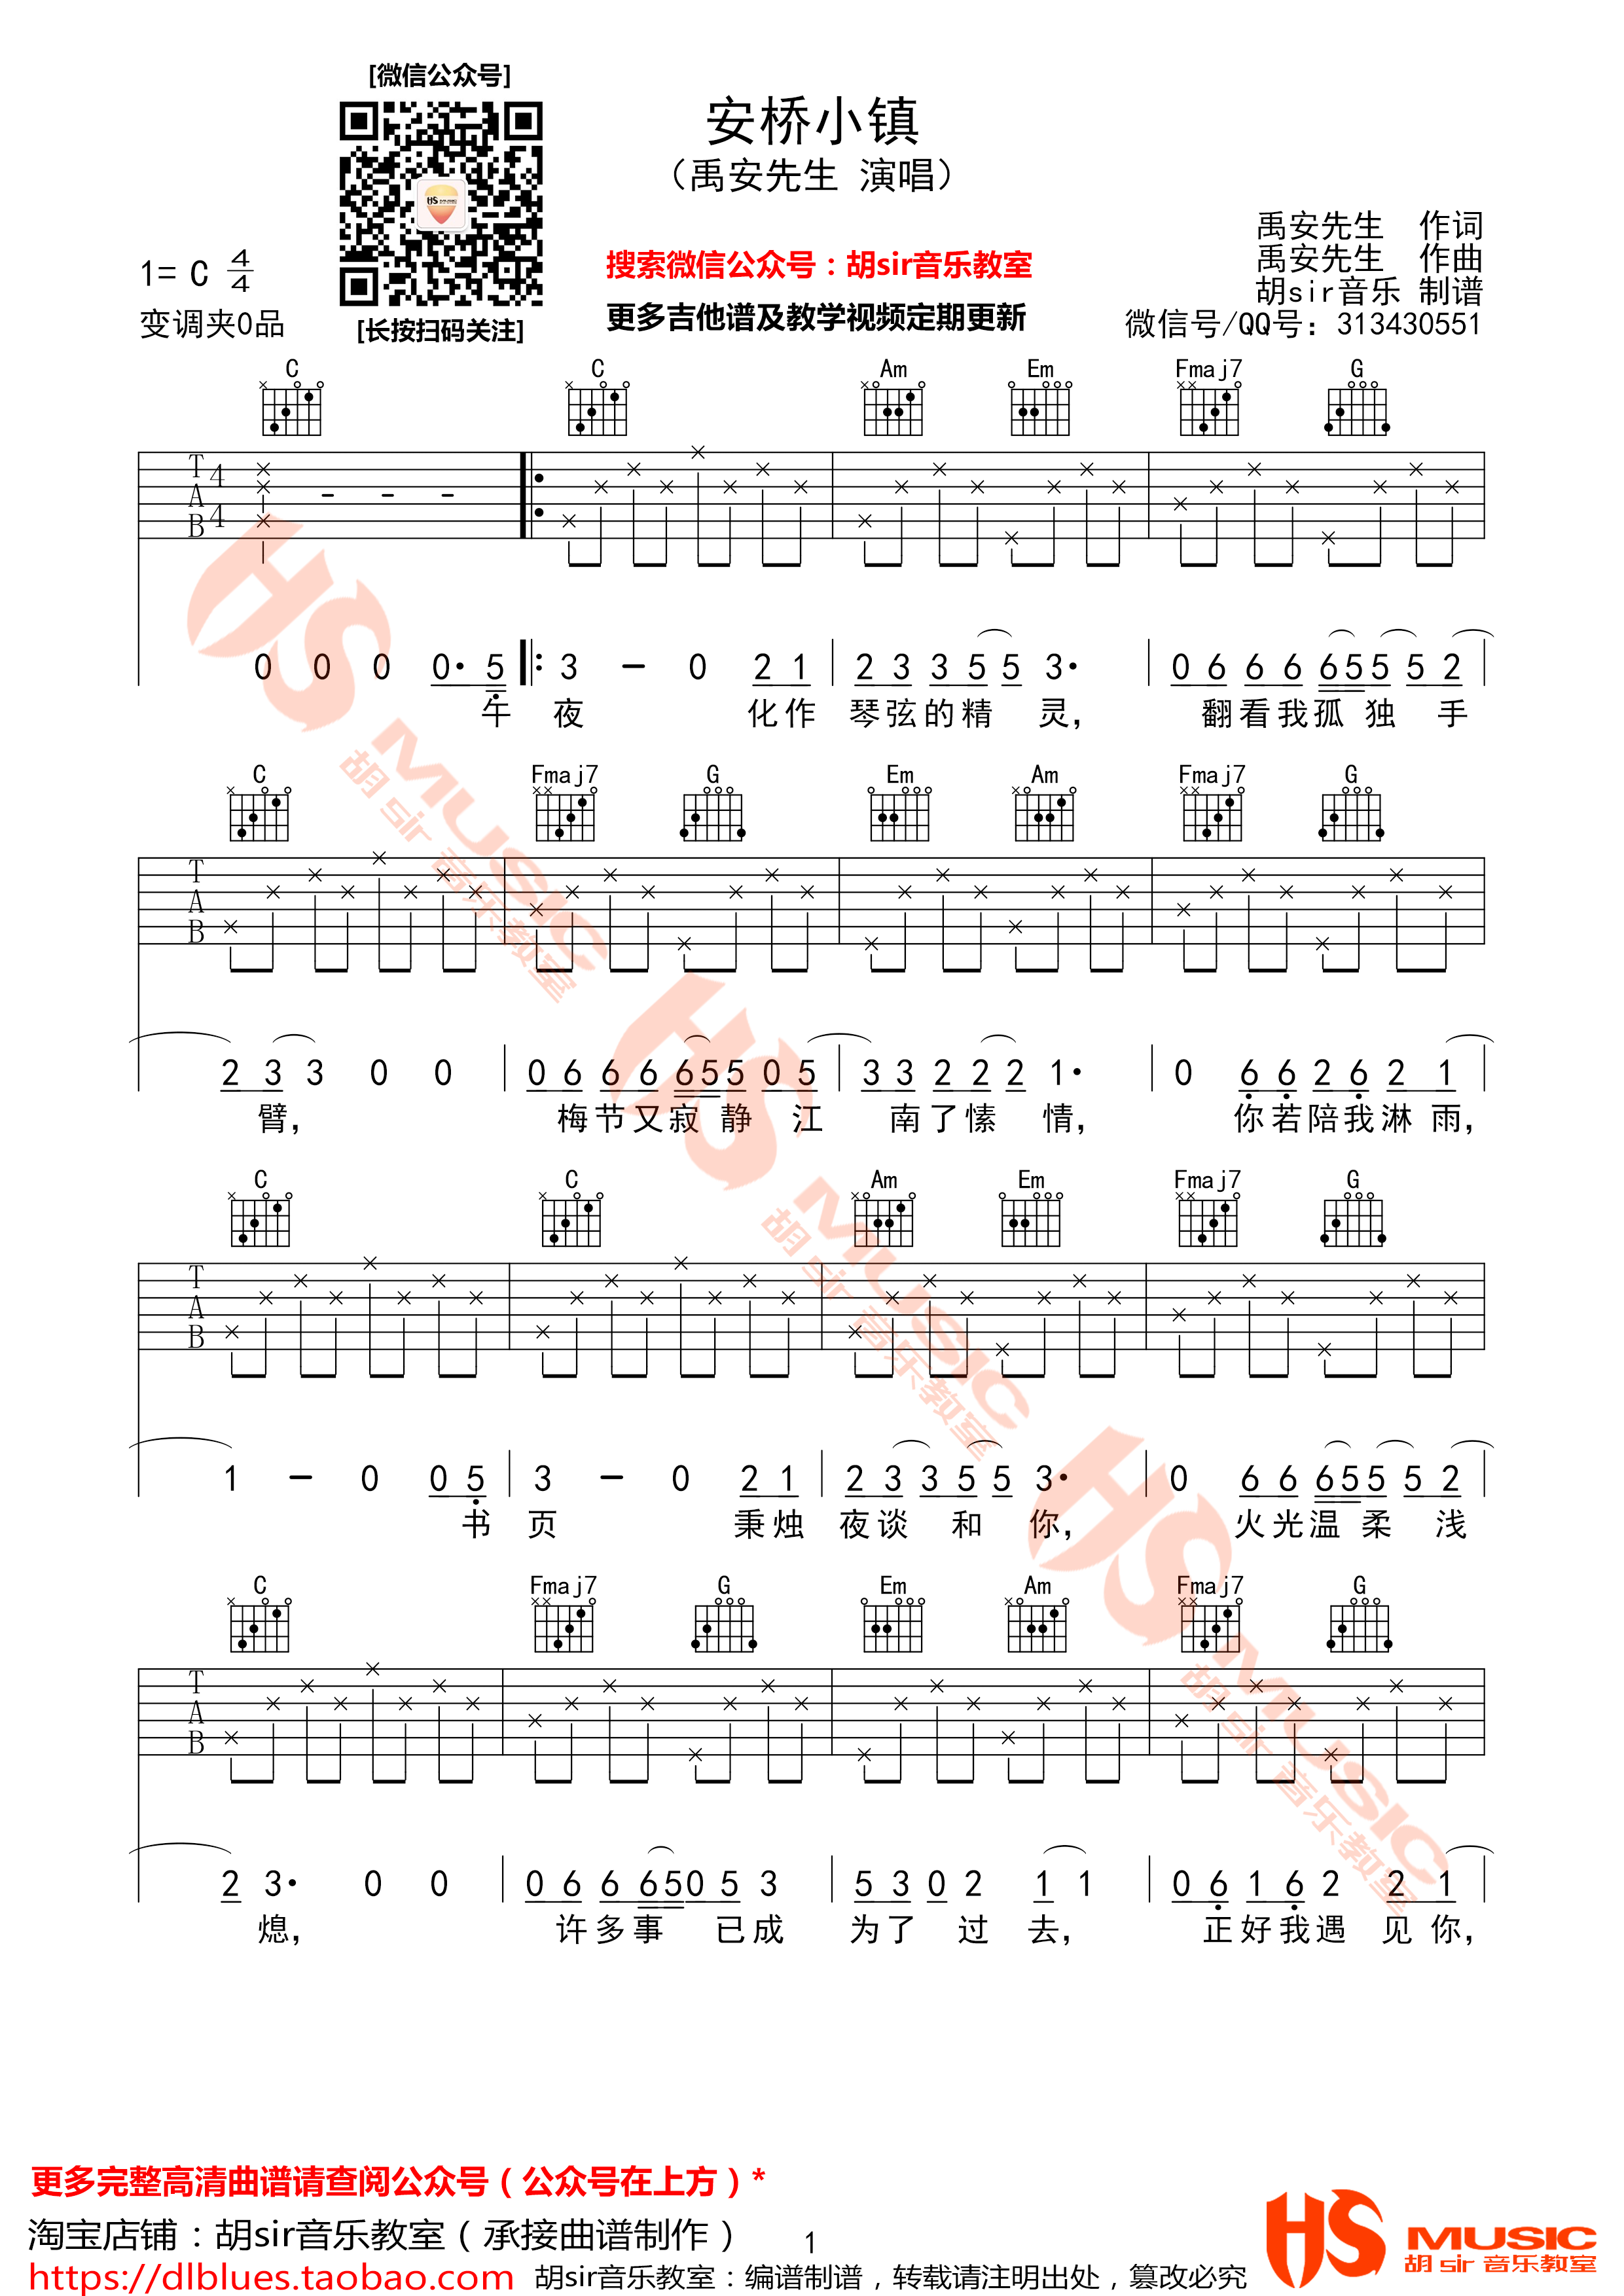 [微信公众号]
安桥小镇
（禹安先生 演唱）
禹安先生 作词
禹安先生 作曲
胡sir音乐 制谱
微信号/QQ号：313430551
搜索微信公众号：胡sir音乐教室
更多吉他谱及教学视频定期更新
[长按扫码关注]
1= C 4/4
变调夹0品
C C Am Em Fmaj7 G
T A B 4/4
0 0 0 0· 5 3 - 0 2 1 2 3 3 5 5 3· 0 6 6 6 6 5 5 5 2
午 夜 化作 琴弦的精 灵， 翻看我孤 独 手
C Fmaj7 G Em Am Fmaj7 G
T A B
2 3 3 0 0 0 6 6 6 6 5 5 0 5 3 3 2 2 2 1· 0 6 6 2 6 2 1
臂， 梅节又寂 静 江 南了愫 情， 你若陪我淋 雨，
C C Am Em Fmaj7 G
T A B
1 - 0 0 5 3 - 0 2 1 2 3 3 5 5 3· 0 6 6 6 5 5 5 2
书 页 秉烛 夜谈 和 你， 火光温 柔 浅
C Fmaj7 G Em Am Fmaj7 G
T A B
2 3· 0 0 0 6 6 6 5 0 5 3 5 3 0 2 1 1 0 6 1 6 2 2 1
熄， 许多事 已成 为了 过 去， 正好我遇 见你，
更多完整高清曲谱请查阅公众号（公众号在上方）*
淘宝店铺：胡sir音乐教室（承接曲谱制作）
1
https://dlblues.taobao.com
胡sir音乐教室：编谱制谱，转载请注明出处，篡改必究
HS MUSIC
胡 sir 音乐教室